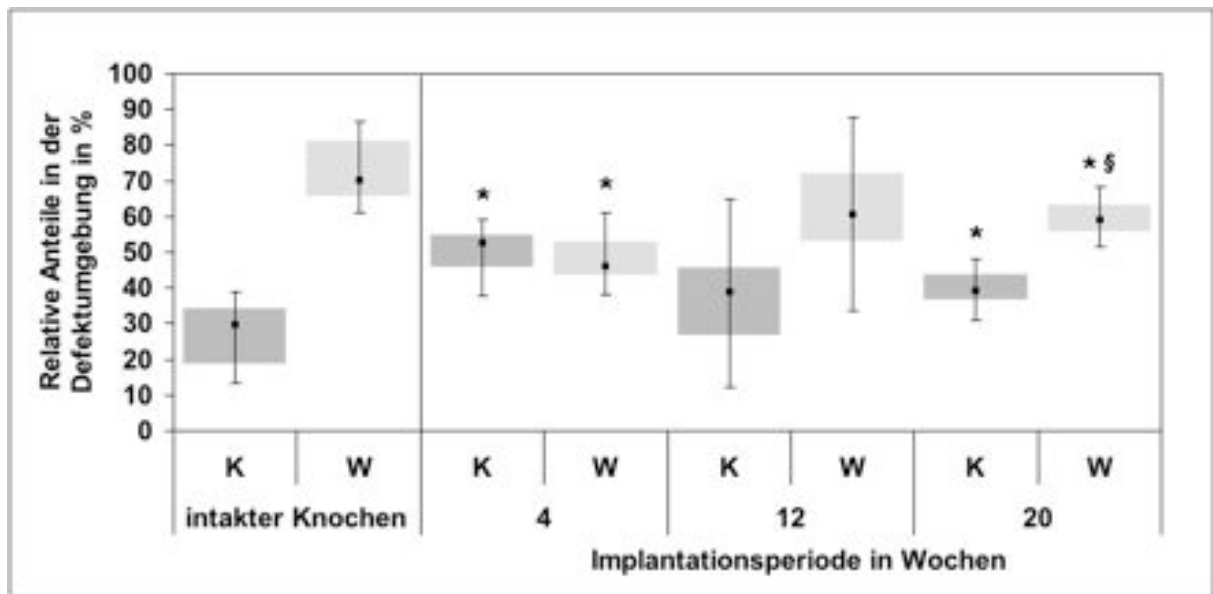 Relative Anteile in der
Defektumgebung in %
100
90
80
70
60
50
40
30
20
10
0
* * * * §
K W K W K W K W
intakter Knochen 4 12 20
Implantationsperiode in Wochen